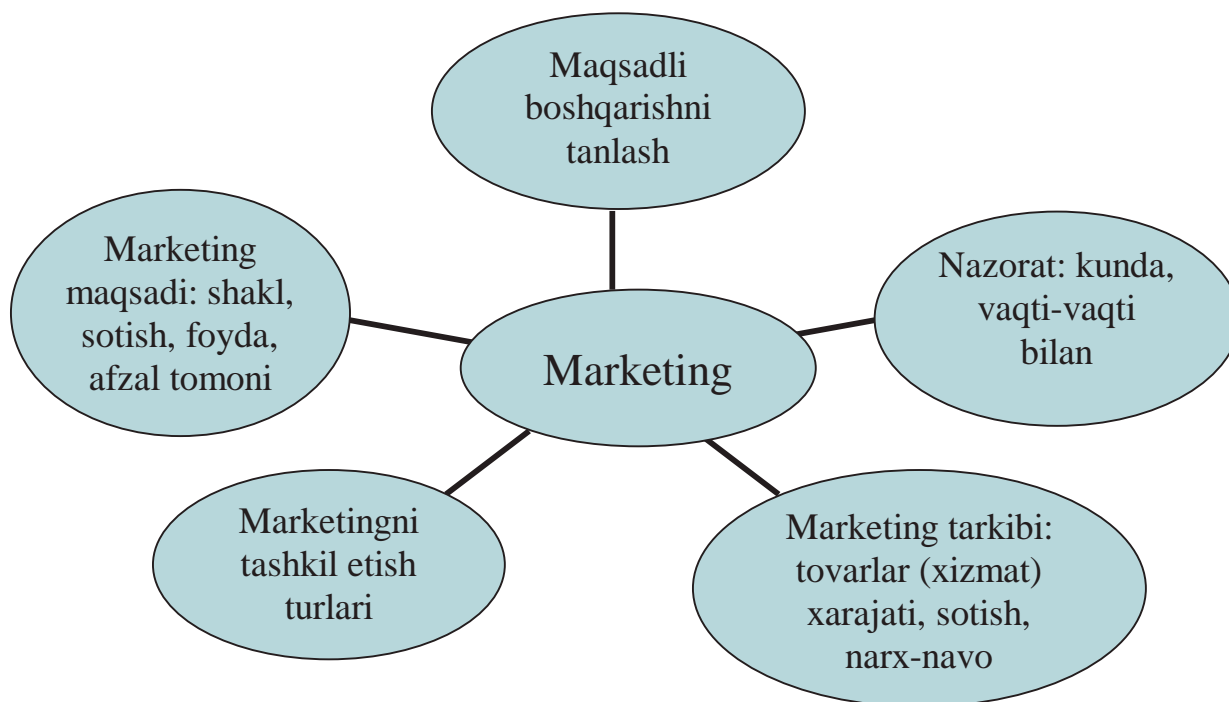 Maqsadli
boshqarishni
tanlash
Marketing
maqsadi: shakl,
sotish, foyda,
afzal tomoni
Nazorat: kunda,
vaqti-vaqti
bilan
Marketing
Marketingni
tashkil etish
turlari
Marketing tarkibi:
tovarlar (xizmat)
xarajati, sotish,
narx-navo